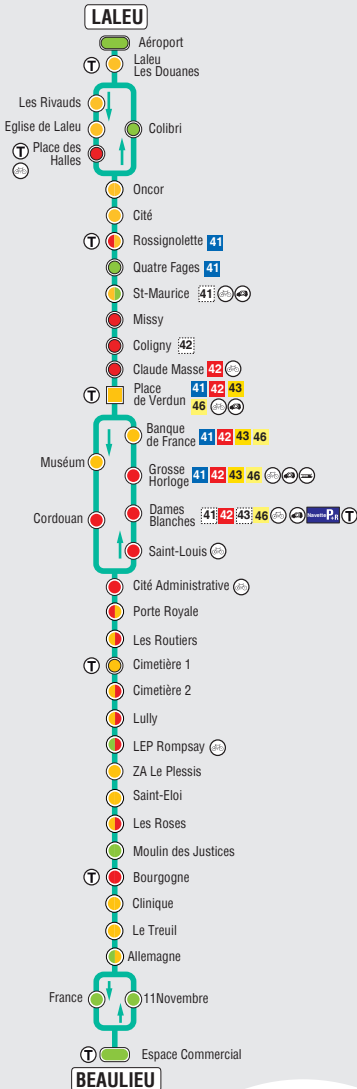 LALEU
Aéroport
T Laleu
Les Douanes
Les Rivauds
Eglise de Laleu
Colibri
T Place des
Halles
Oncor
Cité
T Rossignolette 41
Quatre Fages 41
St-Maurice 41
Missy
Coligny 42
Claude Masse 42
T Place 41 42 43
de Verdun 46
Banque
de France 41 42 43 46
Muséum
Grosse
Horloge 41 42 43 46
Cordouan
Dames
Blanches 41 42 43 46 Navette P+R T
Saint-Louis
Cité Administrative
Porte Royale
Les Routiers
T Cimetière 1
Cimetière 2
Lully
LEP Rompsay
ZA Le Plessis
Saint-Eloi
Les Roses
Moulin des Justices
T Bourgogne
Clinique
Le Treuil
Allemagne
France
11Novembre
T Espace Commercial
BEAULIEU